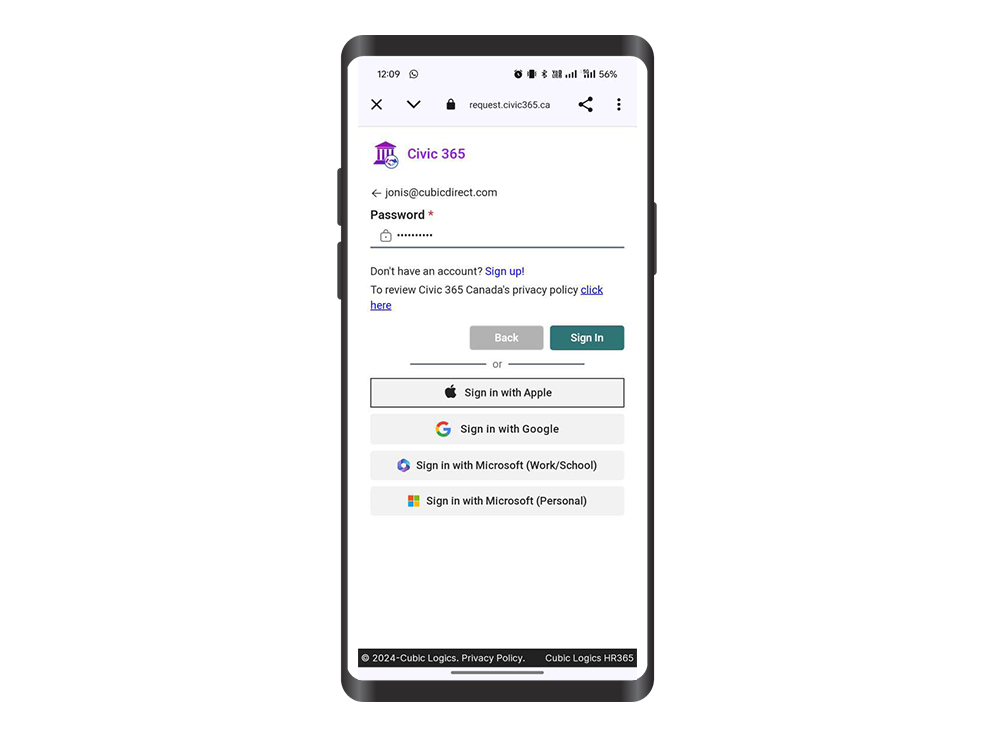 12:09 56%
request.civic365.ca
Civic 365
← jonis@cubicdirect.com
Password *
••••••••••
Don't have an account? Sign up!
To review Civic 365 Canada's privacy policy click
here
Back Sign In
or
Sign in with Apple
Sign in with Google
Sign in with Microsoft (Work/School)
Sign in with Microsoft (Personal)
© 2024-Cubic Logics. Privacy Policy. Cubic Logics HR365